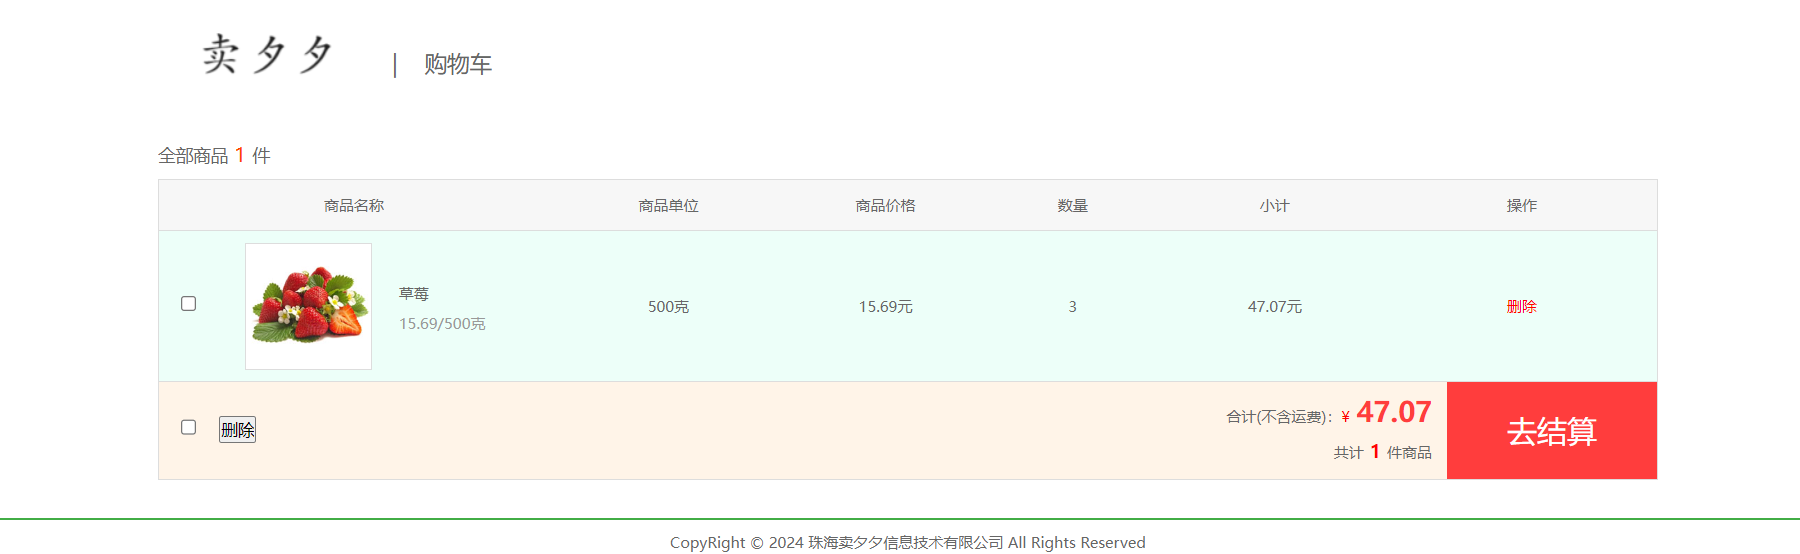 卖夕夕 | 购物车
全部商品 1 件
商品名称 商品单位 商品价格 数量 小计 操作
草莓
15.69/500克
500克 15.69元 3 47.07元 删除
删除
合计(不含运费)：¥ 47.07
共计 1 件商品
去结算
CopyRight © 2024 珠海卖夕夕信息技术有限公司 All Rights Reserved